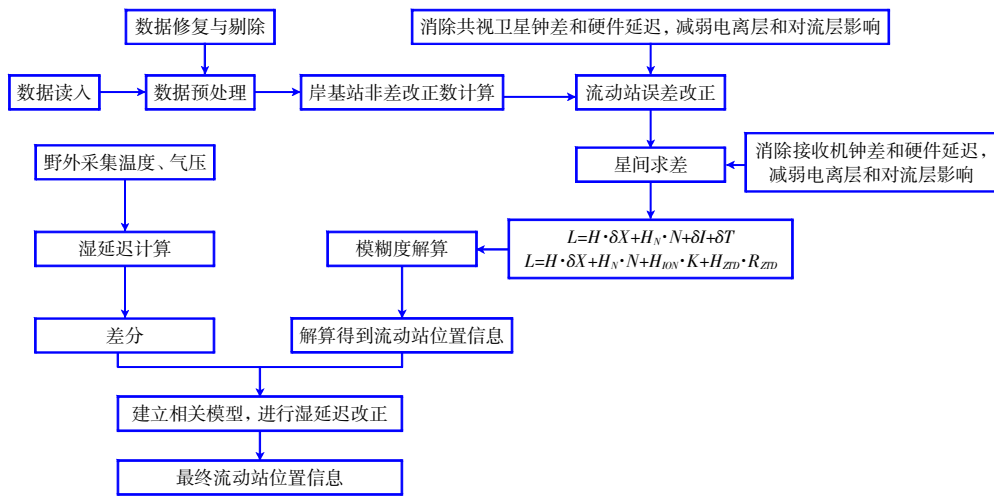 数据修复与剔除
消除共视卫星钟差和硬件延迟，减弱电离层和对流层影响
数据读入
数据预处理
岸基站非差改正数计算
流动站误差改正
野外采集温度、气压
星间求差
消除接收机钟差和硬件延迟，
减弱电离层和对流层影响
湿延迟计算
模糊度解算
L=H·δX+H_N·N+δI+δT
L=H·δX+H_N·N+H_{ION}·K+H_{ZTD}·R_{ZTD}
差分
解算得到流动站位置信息
建立相关模型，进行湿延迟改正
最终流动站位置信息